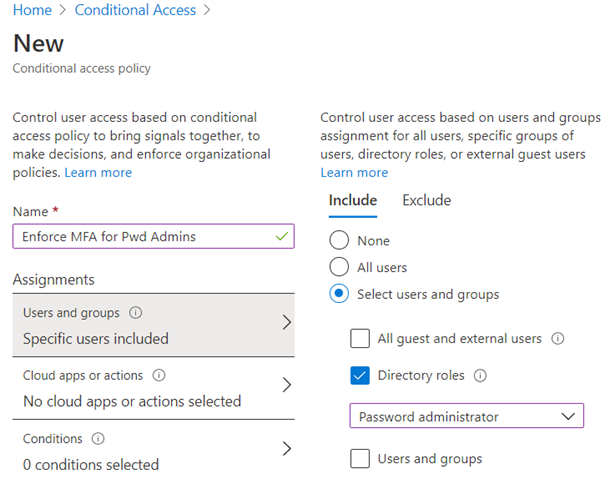 Home > Conditional Access >
New
Conditional access policy
Control user access based on conditional
access policy to bring signals together, to
make decisions, and enforce organizational
policies. Learn more
Name *
Enforce MFA for Pwd Admins
Assignments
Users and groups
Specific users included
Cloud apps or actions
No cloud apps or actions selected
Conditions
0 conditions selected
Control user access based on users and groups
assignment for all users, specific groups of
users, directory roles, or external guest users
Learn more
Include Exclude
None
All users
Select users and groups
All guest and external users
Directory roles
Password administrator
Users and groups